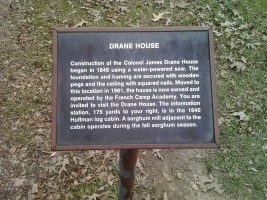 DRANE HOUSE
Construction of the Colonel James Drane House
began in 1846 using a water-powered saw. The
foundation and framing are secured with wooden
pegs and the ceiling with squared nails. Moved to
this location in 1981, the house is now owned and
operated by the French Camp Academy. You are
invited to visit the Drane House. The information
station, 175 yards to your right, is in the 1840
Huffman log cabin. A sorghum mill adjacent to the
cabin operates during the fall sorghum season.